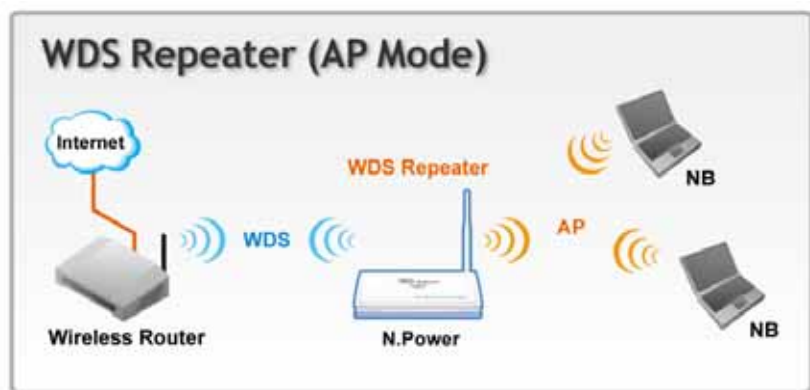 WDS Repeater (AP Mode)
Internet
WDS Repeater
NB
WDS
AP
Wireless Router
N.Power
NB